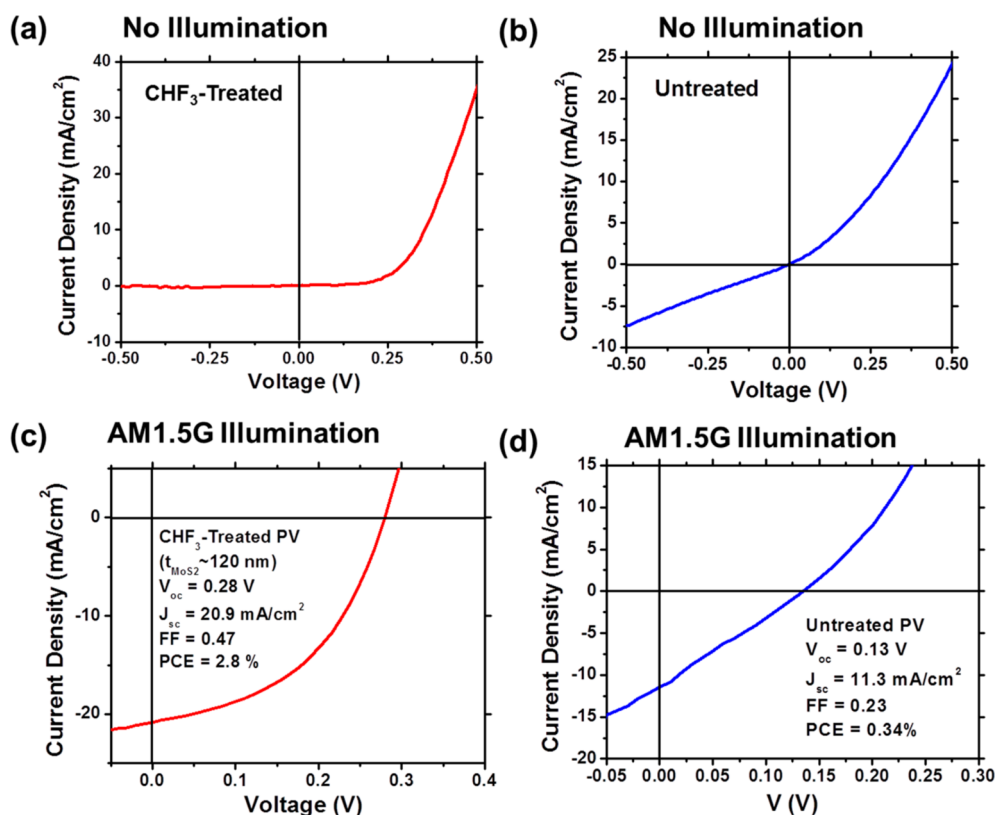 (a)
No Illumination
CHF₃-Treated
Current Density (mA/cm²)
40
30
20
10
0
-10
-0.50
-0.25
0.00
0.25
0.50
Voltage (V)
(b)
No Illumination
Untreated
Current Density (mA/cm²)
25
20
15
10
5
0
-5
-10
-0.50
-0.25
0.00
0.25
0.50
Voltage (V)
(c)
AM1.5G Illumination
Current Density (mA/cm²)
0
-10
-20
CHF₃-Treated PV
(t_MoS2~120 nm)
V_oc = 0.28 V
J_sc = 20.9 mA/cm²
FF = 0.47
PCE = 2.8 %
0.0
0.1
0.2
0.3
0.4
Voltage (V)
(d)
AM1.5G Illumination
Current Density (mA/cm²)
15
10
5
0
-5
-10
-15
-20
Untreated PV
V_oc = 0.13 V
J_sc = 11.3 mA/cm²
FF = 0.23
PCE = 0.34%
-0.05
0.00
0.05
0.10
0.15
0.20
0.25
0.30
V (V)